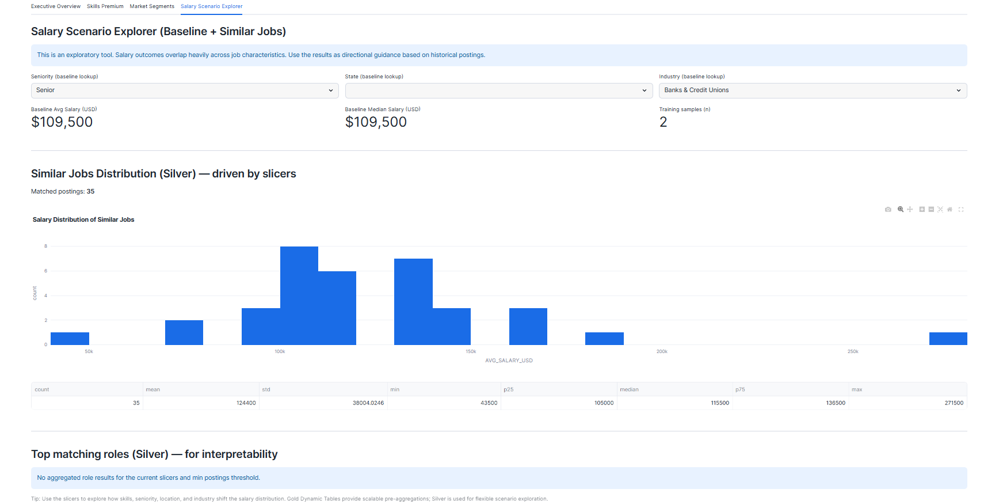 Executive Overview Skills Premium Market Segments Salary Scenario Explorer
Salary Scenario Explorer (Baseline + Similar Jobs)
This is an exploratory tool. Salary outcomes overlap heavily across job characteristics. Use the results as directional guidance based on historical postings.
Seniority (baseline lookup) State (baseline lookup) Industry (baseline lookup)
Senior Banks & Credit Unions
Baseline Avg Salary (USD) Baseline Median Salary (USD) Training samples (n)
$109,500 $109,500 2
Similar Jobs Distribution (Silver) — driven by slicers
Matched postings: 35
Salary Distribution of Similar Jobs
8
6
4
2
0
count
50k 100k 150k 200k 250k
AVG_SALARY_USD
count mean std min p25 median p75 max
35 124400 38004.0246 43500 105000 115500 136500 271500
Top matching roles (Silver) — for interpretability
No aggregated role results for the current slicers and min postings threshold.
Tip: Use the slicers to explore how skills, seniority, location, and industry shift the salary distribution. Gold Dynamic Tables provide scalable pre-aggregations; Silver is used for flexible scenario exploration.